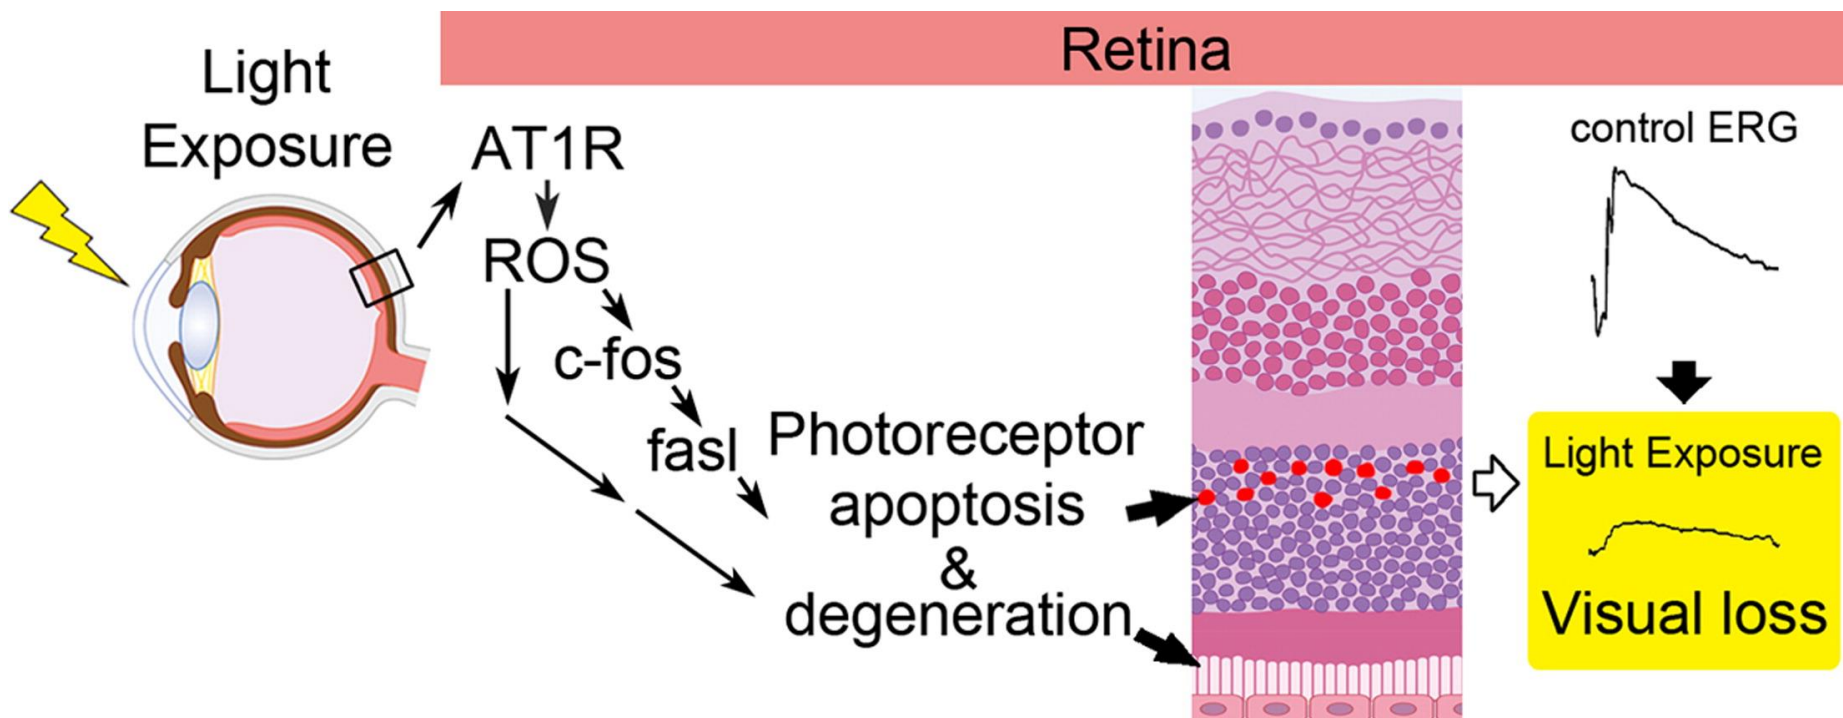 Retina
Light
Exposure
AT1R
ROS
c-fos
fasl
Photoreceptor
apoptosis
&
degeneration
control ERG
Light Exposure
Visual loss